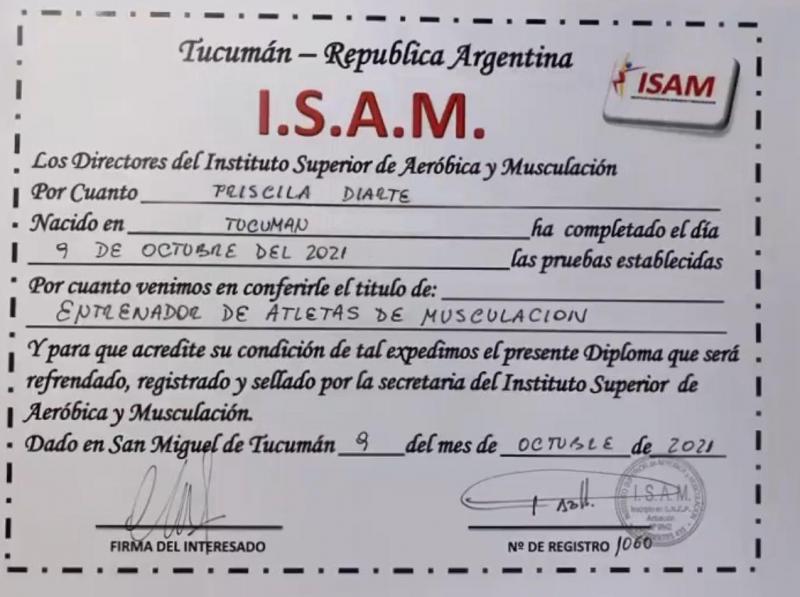 Tucumán – Republica Argentina
ISAM
I.S.A.M.
Los Directores del Instituto Superior de Aeróbica y Musculación
Por Cuanto PRISCILA DIARTE
Nacido en TUCUMAN ha completado el día
9 DE OCTUBRE DEL 2021 las pruebas establecidas
Por cuanto venimos en conferirle el titulo de:
ENTRENADOR DE ATLETAS DE MUSCULACION
Y para que acredite su condición de tal expedimos el presente Diploma que será
refrendado, registrado y sellado por la secretaria del Instituto Superior de
Aeróbica y Musculación.
Dado en San Miguel de Tucumán 9 del mes de OCTUBRE de 2021
I.S.A.M.
FIRMA DEL INTERESADO
Nº DE REGISTRO 1060